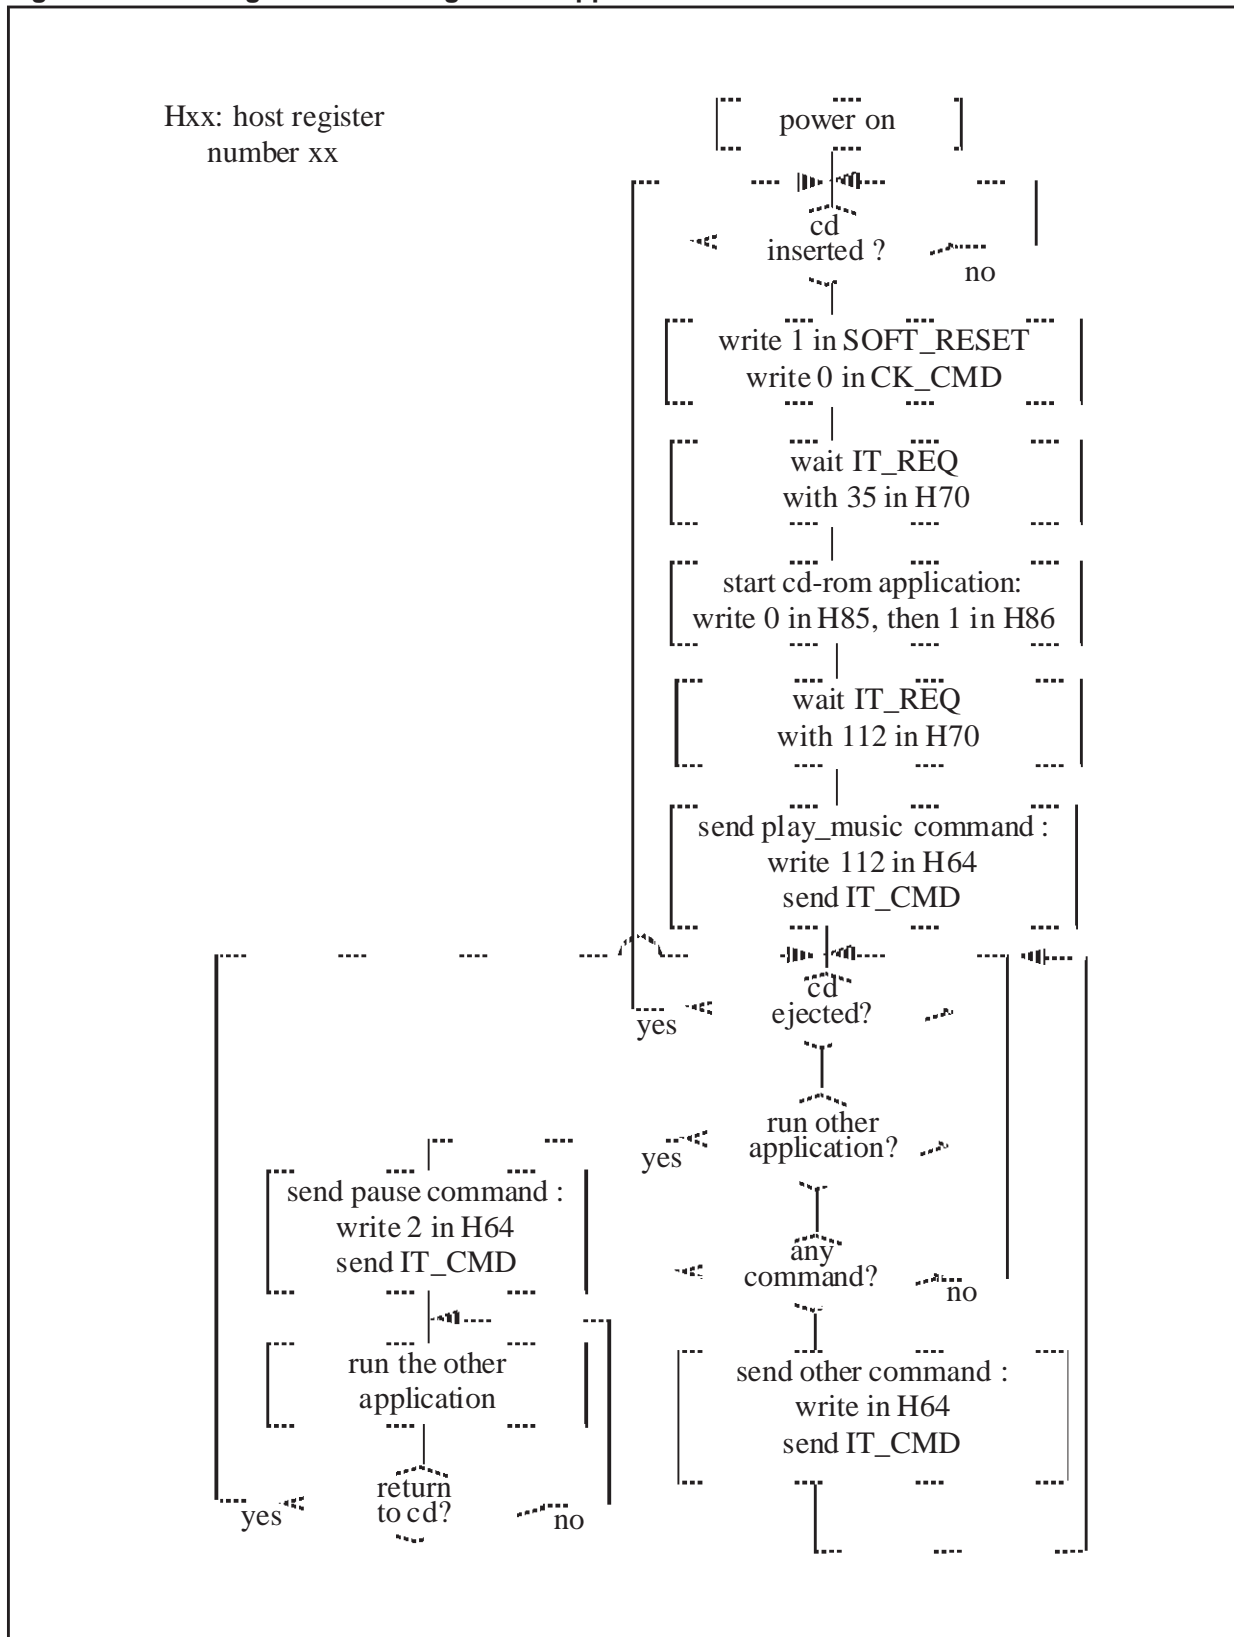 Hxx: host register
number xx
power on
cd
inserted ?
no
write 1 in SOFT_RESET
write 0 in CK_CMD
wait IT_REQ
with 35 in H70
start cd-rom application:
write 0 in H85, then 1 in H86
wait IT_REQ
with 112 in H70
send play_music command :
write 112 in H64
send IT_CMD
cd
ejected?
yes
run other
application?
yes
send pause command :
write 2 in H64
send IT_CMD
any
command?
no
run the other
application
send other command :
write in H64
send IT_CMD
return
to cd?
yes
no